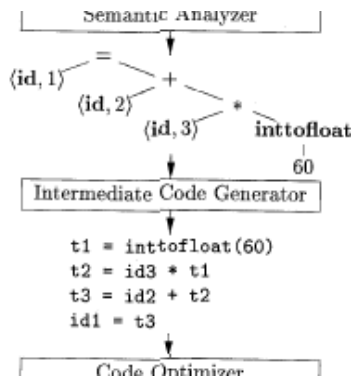 Semantic Analyzer
=
⟨id, 1⟩ +
⟨id, 2⟩ *
⟨id, 3⟩ inttofloat
60
Intermediate Code Generator
t1 = inttofloat(60)
t2 = id3 * t1
t3 = id2 + t2
id1 = t3
Code Optimizer